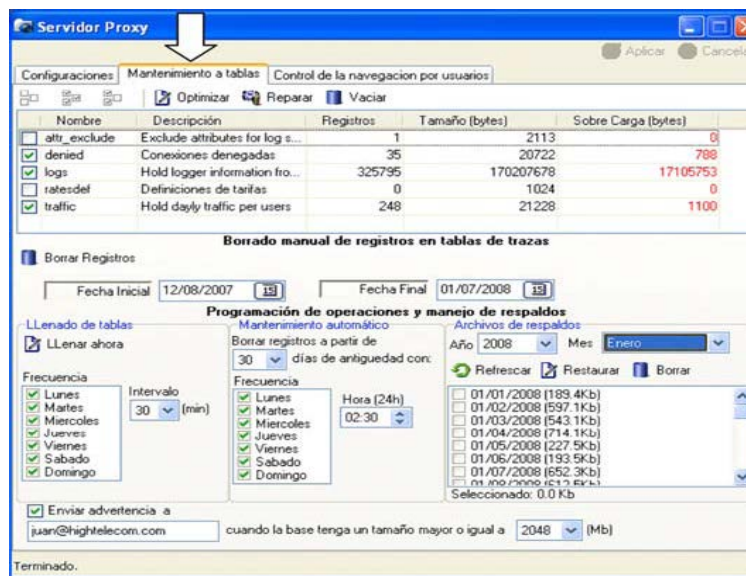 Servidor Proxy
Aplicar Cancela
Configuraciones Mantenimiento a tablas Control de la navegacion por usuarios
Optimizar Reparar Vaciar
Nombre Descripción Registros Tamaño (bytes) Sobre Carga (bytes)
attr_exclude Exclude attributes for log s... 1 2113 0
denied Conexiones denegadas 35 20722 788
logs Hold logger information fro... 325795 170207678 17105753
ratesdef Definiciones de tarifas 0 1024 0
traffic Hold dayly traffic per users 248 21228 1100
Borrado manual de registros en tablas de trazas
Borrar Registros
Fecha Inicial 12/08/2007 15 Fecha Final 01/07/2008 15
Programación de operaciones y manejo de respaldos
LLenado de tablas
LLenar ahora
Frecuencia
Lunes
Martes
Miercoles
Jueves
Viernes
Sabado
Domingo
Intervalo
30 (min)
Mantenimiento automático
Borrar registros a partir de
30 días de antiguedad con:
Frecuencia
Lunes
Martes
Miercoles
Jueves
Viernes
Sabado
Domingo
Hora (24h)
02:30
Archivos de respaldos
Año 2008 Mes Enero
Refrescar Restaurar Borrar
01/01/2008 (189.4Kb)
01/02/2008 (597.1Kb)
01/03/2008 (543.1Kb)
01/04/2008 (714.1Kb)
01/05/2008 (227.5Kb)
01/06/2008 (193.5Kb)
01/07/2008 (652.3Kb)
01/08/2008
Seleccionado: 0.0 Kb
Enviar advertencia a
juan@hightelecom.com cuando la base tenga un tamaño mayor o igual a 2048 (Mb)
Terminado.